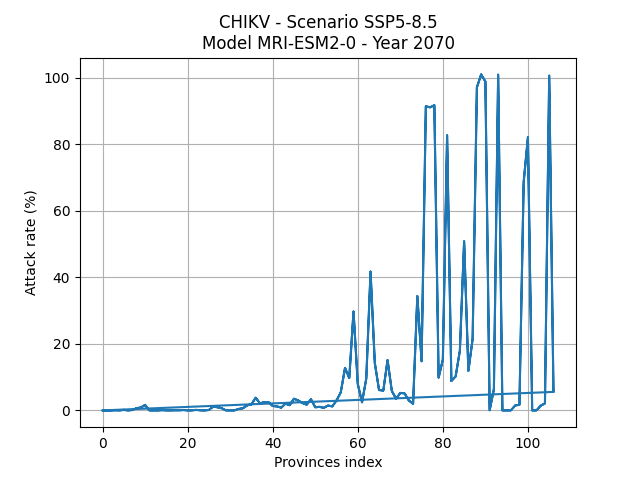 CHIKV - Scenario SSP5-8.5
Model MRI-ESM2-0 - Year 2070
Attack rate (%)
100
80
60
40
20
0
0 20 40 60 80 100
Provinces index